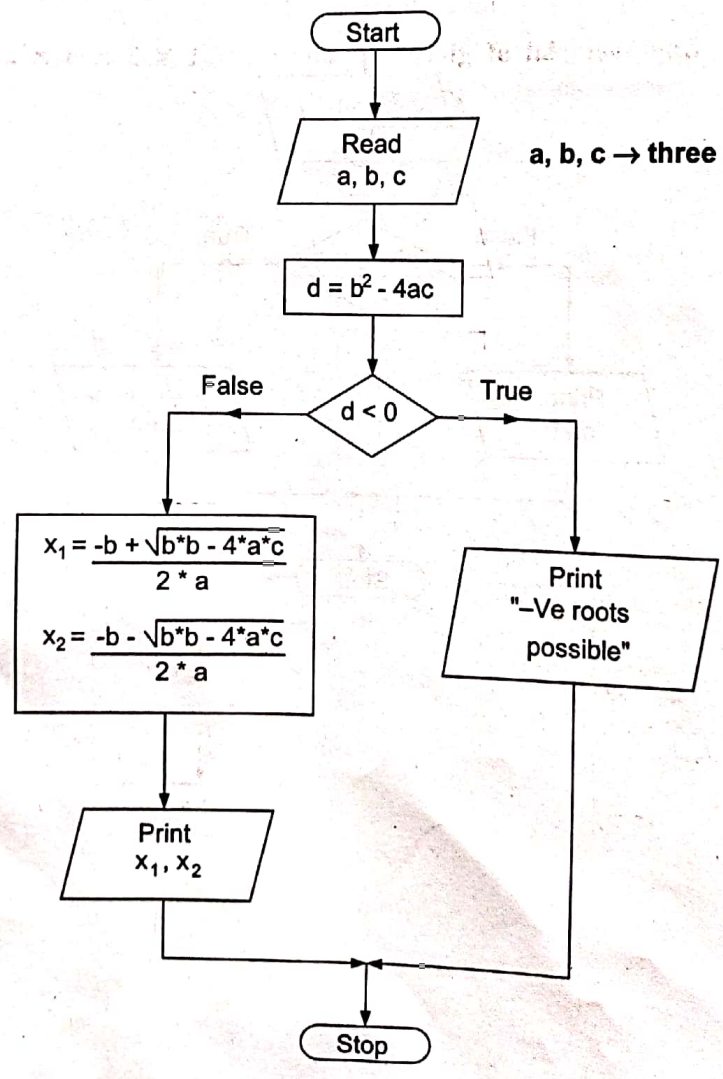 Start
Read
a, b, c
a, b, c → three
d = b² - 4ac
False
True
d < 0
x₁ = -b + √b*b - 4*a*c
2 * a
x₂ = -b - √b*b - 4*a*c
2 * a
Print
"–Ve roots
possible"
Print
x₁, x₂
Stop